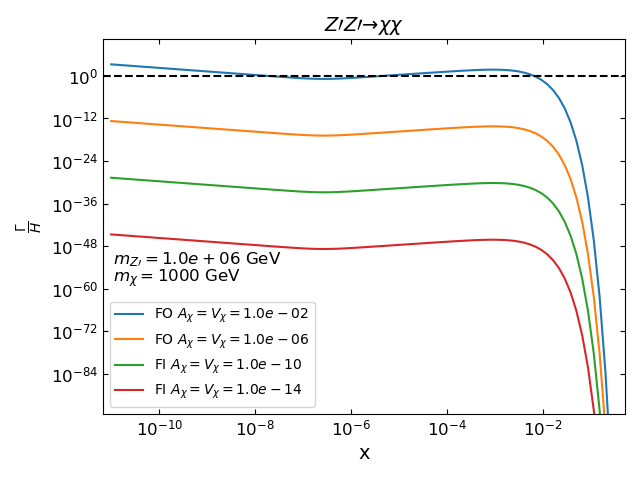 Z′Z′→χχ
10^0
10^−12
10^−24
10^−36
10^−48
10^−60
10^−72
10^−84
Γ/H
m_Z′ = 1.0e + 06 GeV
m_χ = 1000 GeV
FO A_χ = V_χ = 1.0e − 02
FO A_χ = V_χ = 1.0e − 06
FI A_χ = V_χ = 1.0e − 10
FI A_χ = V_χ = 1.0e − 14
10^−10 10^−8 10^−6 10^−4 10^−2
x